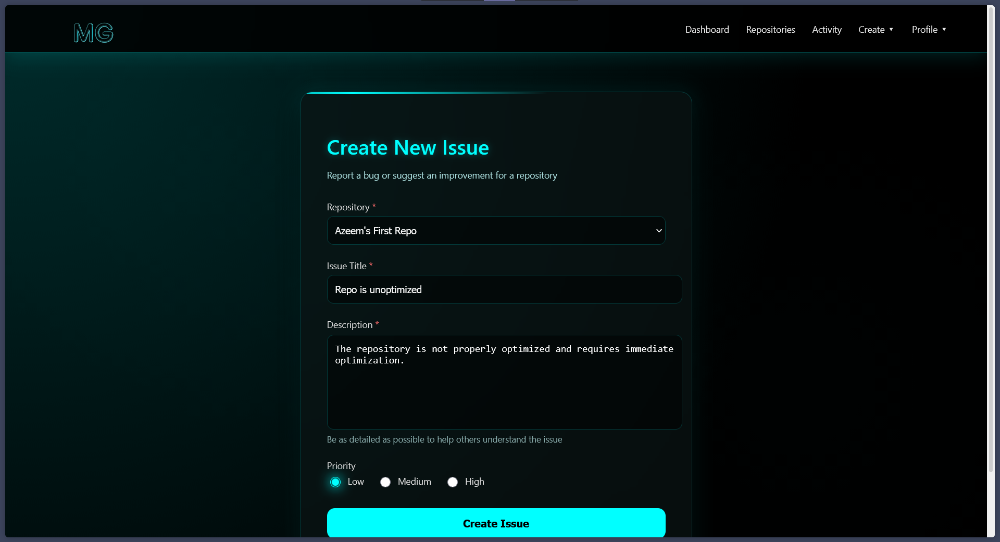 MG
Dashboard
Repositories
Activity
Create ▼
Profile ▼
Create New Issue
Report a bug or suggest an improvement for a repository
Repository *
Azeem's First Repo
Issue Title *
Repo is unoptimized
Description *
The repository is not properly optimized and requires immediate
optimization.
Be as detailed as possible to help others understand the issue
Priority
Low
Medium
High
Create Issue